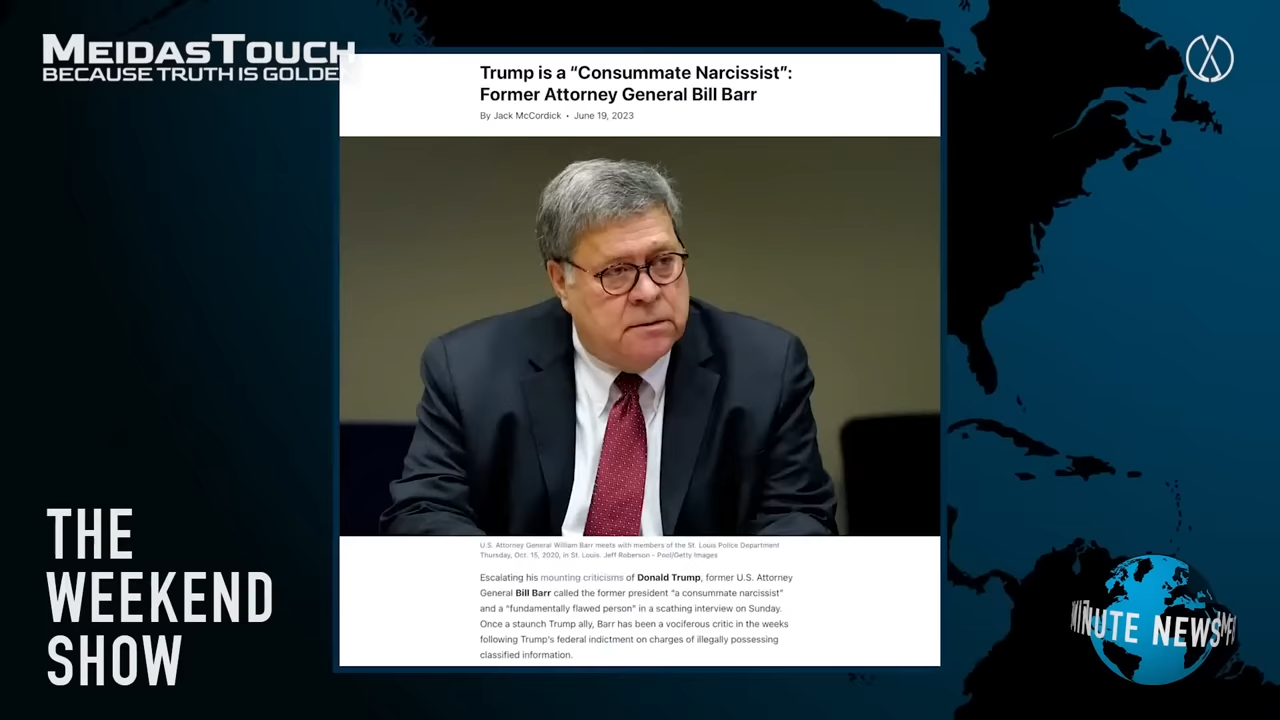 MEIDASTOUCH
BECAUSE TRUTH IS GOLDE
Trump is a “Consummate Narcissist”:
Former Attorney General Bill Barr
By Jack McCordick • June 19, 2023
U.S. Attorney General William Barr meets with members of the St. Louis Police Department
Thursday, Oct. 15, 2020, in St. Louis. Jeff Roberson - Pool/Getty Images
Escalating his mounting criticisms of Donald Trump, former U.S. Attorney
General Bill Barr called the former president “a consummate narcissist”
and a “fundamentally flawed person” in a scathing interview on Sunday.
Once a staunch Trump ally, Barr has been a vociferous critic in the weeks
following Trump's federal indictment on charges of illegally possessing
classified information.
THE
WEEKEND
SHOW
MINUTE NEWS